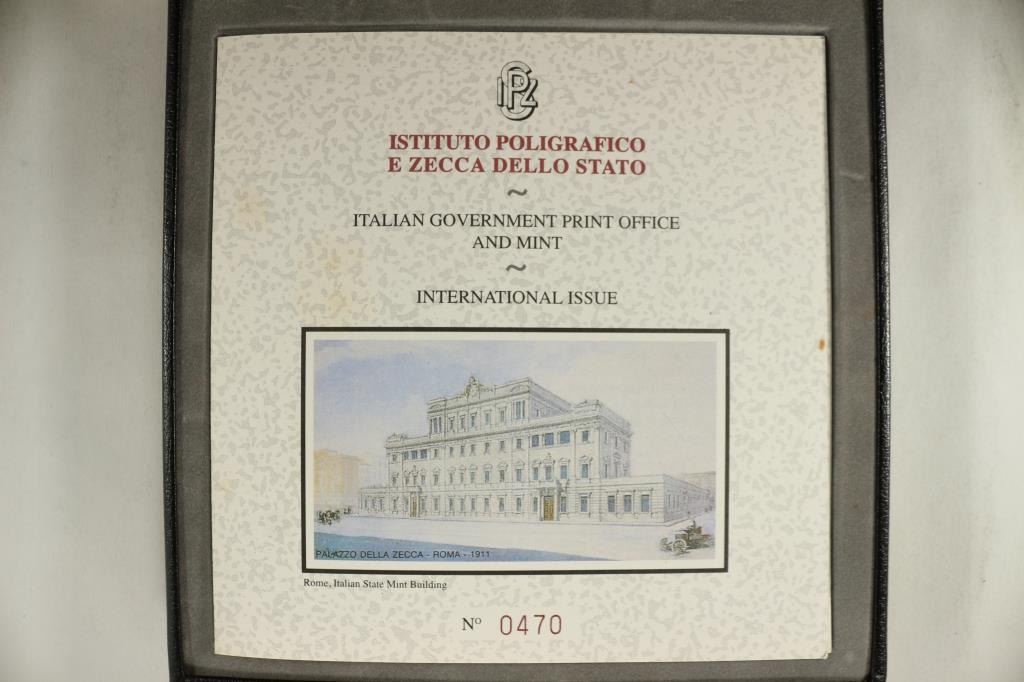 IPZS
ISTITUTO POLIGRAFICO
E ZECCA DELLO STATO
~
ITALIAN GOVERNMENT PRINT OFFICE
AND MINT
~
INTERNATIONAL ISSUE
PALAZZO DELLA ZECCA - ROMA - 1911
Rome, Italian State Mint Building
Nº 0470